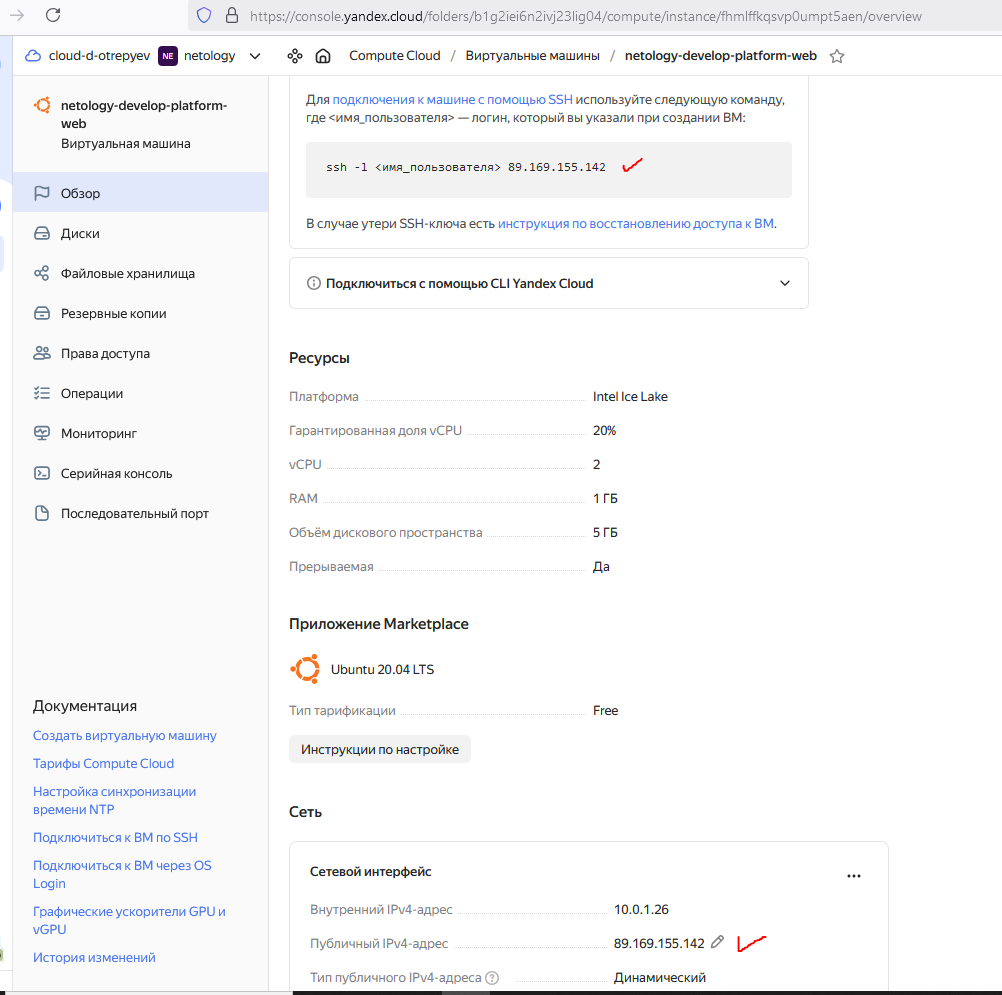 https://console.yandex.cloud/folders/b1g2iei6n2ivj23lig04/compute/instance/fhmlffkqsvp0umpt5aen/overview
cloud-d-otrepyev NE netology Compute Cloud / Виртуальные машины / netology-develop-platform-web
netology-develop-platform-
web
Виртуальная машина
Обзор
Диски
Файловые хранилища
Резервные копии
Права доступа
Операции
Мониторинг
Серийная консоль
Последовательный порт
Документация
Создать виртуальную машину
Тарифы Compute Cloud
Настройка синхронизации
времени NTP
Подключиться к ВМ по SSH
Подключиться к ВМ через OS
Login
Графические ускорители GPU и
vGPU
История изменений
Для подключения к машине с помощью SSH используйте следующую команду,
где <имя_пользователя> — логин, который вы указали при создании ВМ:
ssh -l <имя_пользователя> 89.169.155.142
В случае утери SSH-ключа есть инструкция по восстановлению доступа к ВМ.
Подключиться с помощью CLI Yandex Cloud
Ресурсы
Платформа Intel Ice Lake
Гарантированная доля vCPU 20%
vCPU 2
RAM 1 ГБ
Объём дискового пространства 5 ГБ
Прерываемая Да
Приложение Marketplace
Ubuntu 20.04 LTS
Тип тарификации Free
Инструкции по настройке
Сеть
Сетевой интерфейс
Внутренний IPv4-адрес 10.0.1.26
Публичный IPv4-адрес 89.169.155.142
Тип публичного IPv4-адреса Динамический